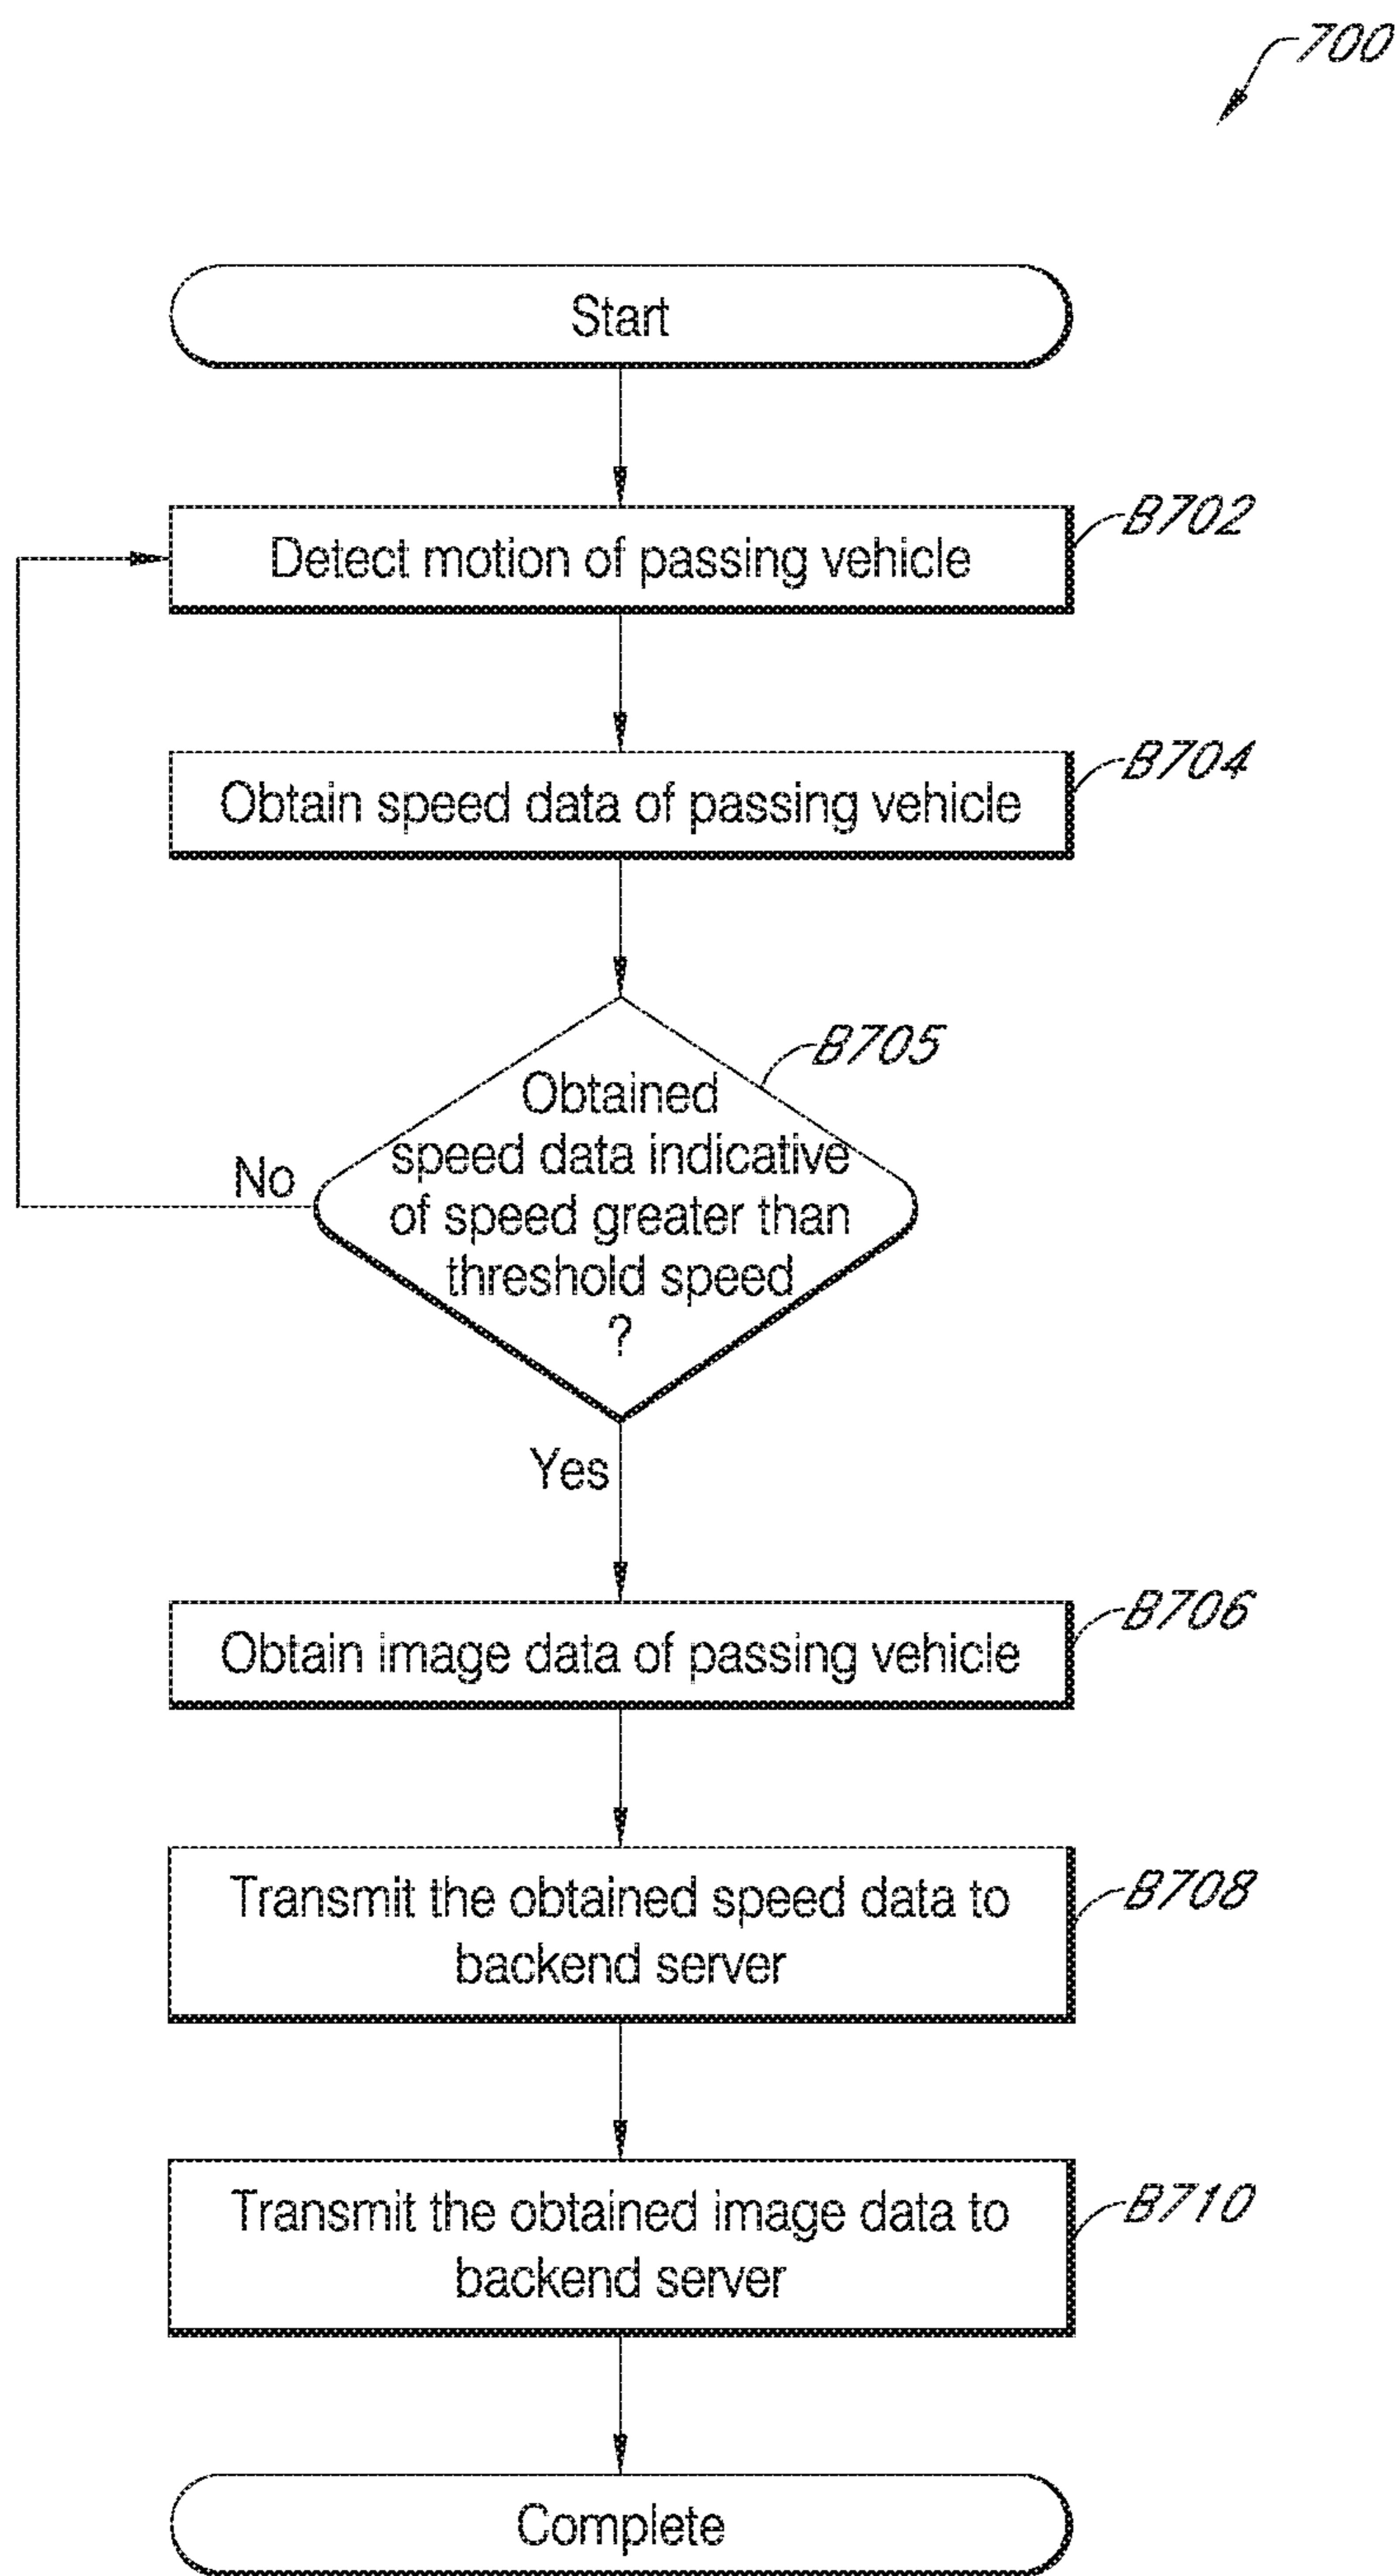 700
Start
B702
Detect motion of passing vehicle
B704
Obtain speed data of passing vehicle
B705
Obtained
speed data indicative
of speed greater than
threshold speed
?
No
Yes
B706
Obtain image data of passing vehicle
B708
Transmit the obtained speed data to
backend server
B710
Transmit the obtained image data to
backend server
Complete